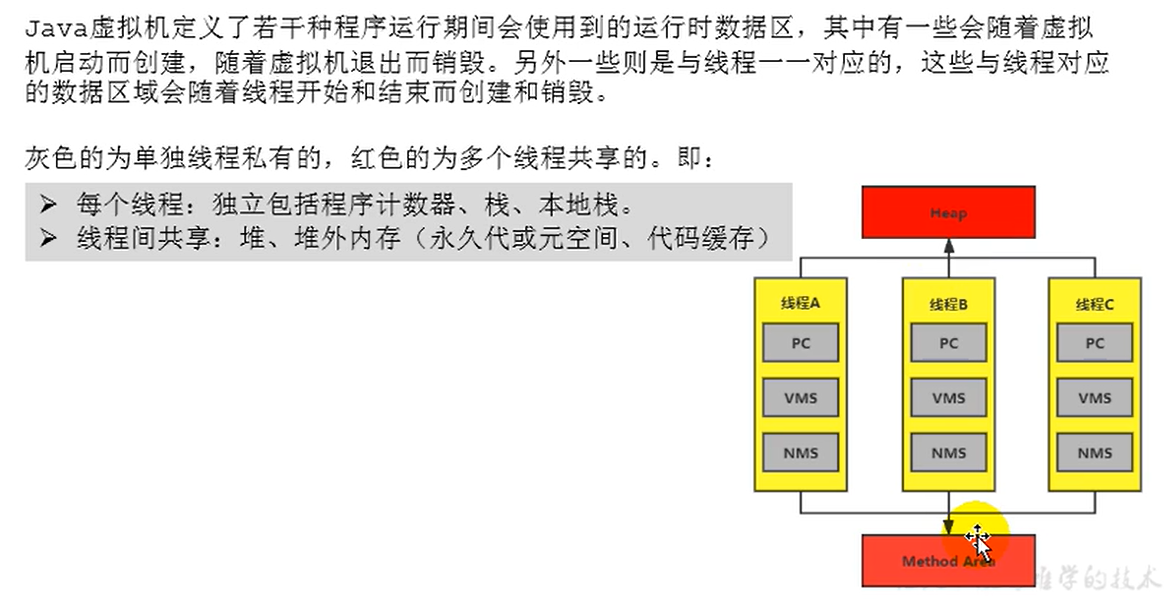 Java虚拟机定义了若干种程序运行期间会使用到的运行时数据区，其中有一些会随着虚拟
机启动而创建，随着虚拟机退出而销毁。另外一些则是与线程一一对应的，这些与线程对应
的数据区域会随着线程开始和结束而创建和销毁。
灰色的为单独线程私有的，红色的为多个线程共享的。即：
➢ 每个线程：独立包括程序计数器、栈、本地栈。
➢ 线程间共享：堆、堆外内存（永久代或元空间、代码缓存）
Heap
线程A
线程B
线程C
PC
PC
PC
VMS
VMS
VMS
NMS
NMS
NMS
Method Area
学的技术